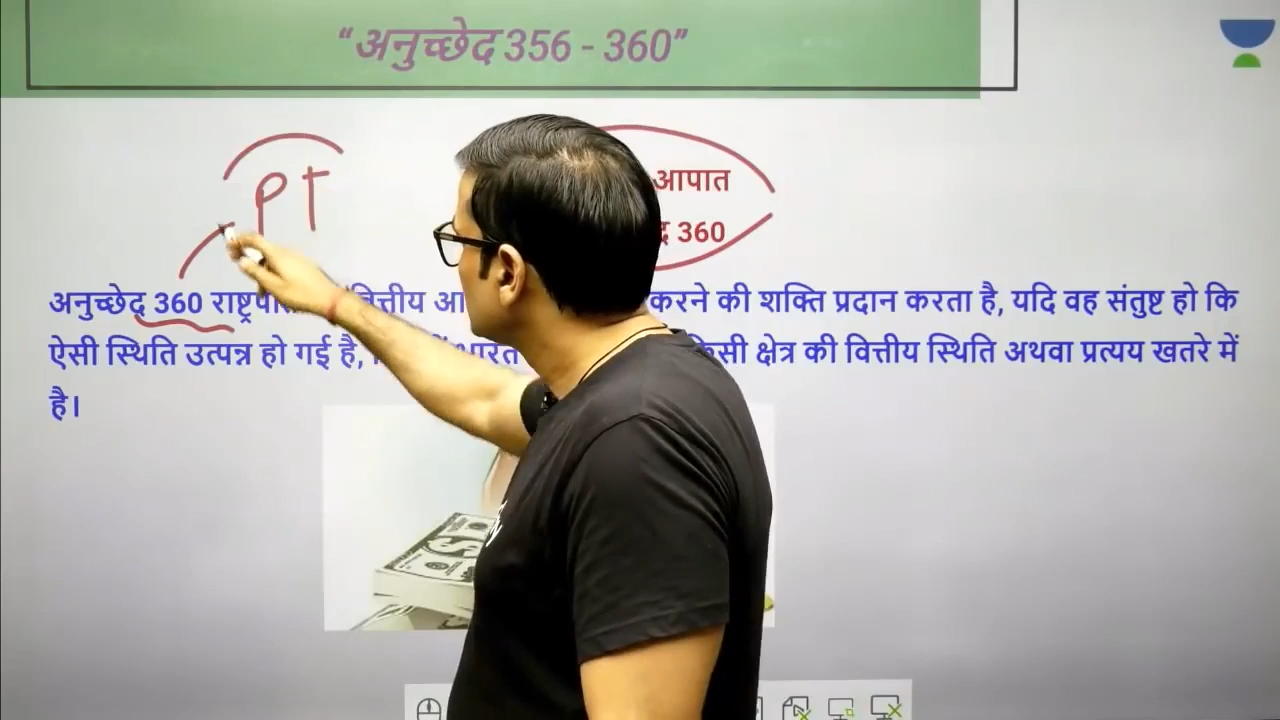 “अनुच्छेद 356 - 360”
PT
आपात
360
अनुच्छेद 360 वित्तीय करने की शक्ति प्रदान करता है, यदि वह संतुष्ट हो कि
ऐसी स्थिति उत्पन्न हो गई है, भारत क्षेत्र की वित्तीय स्थिति अथवा प्रत्यय खतरे में
है।